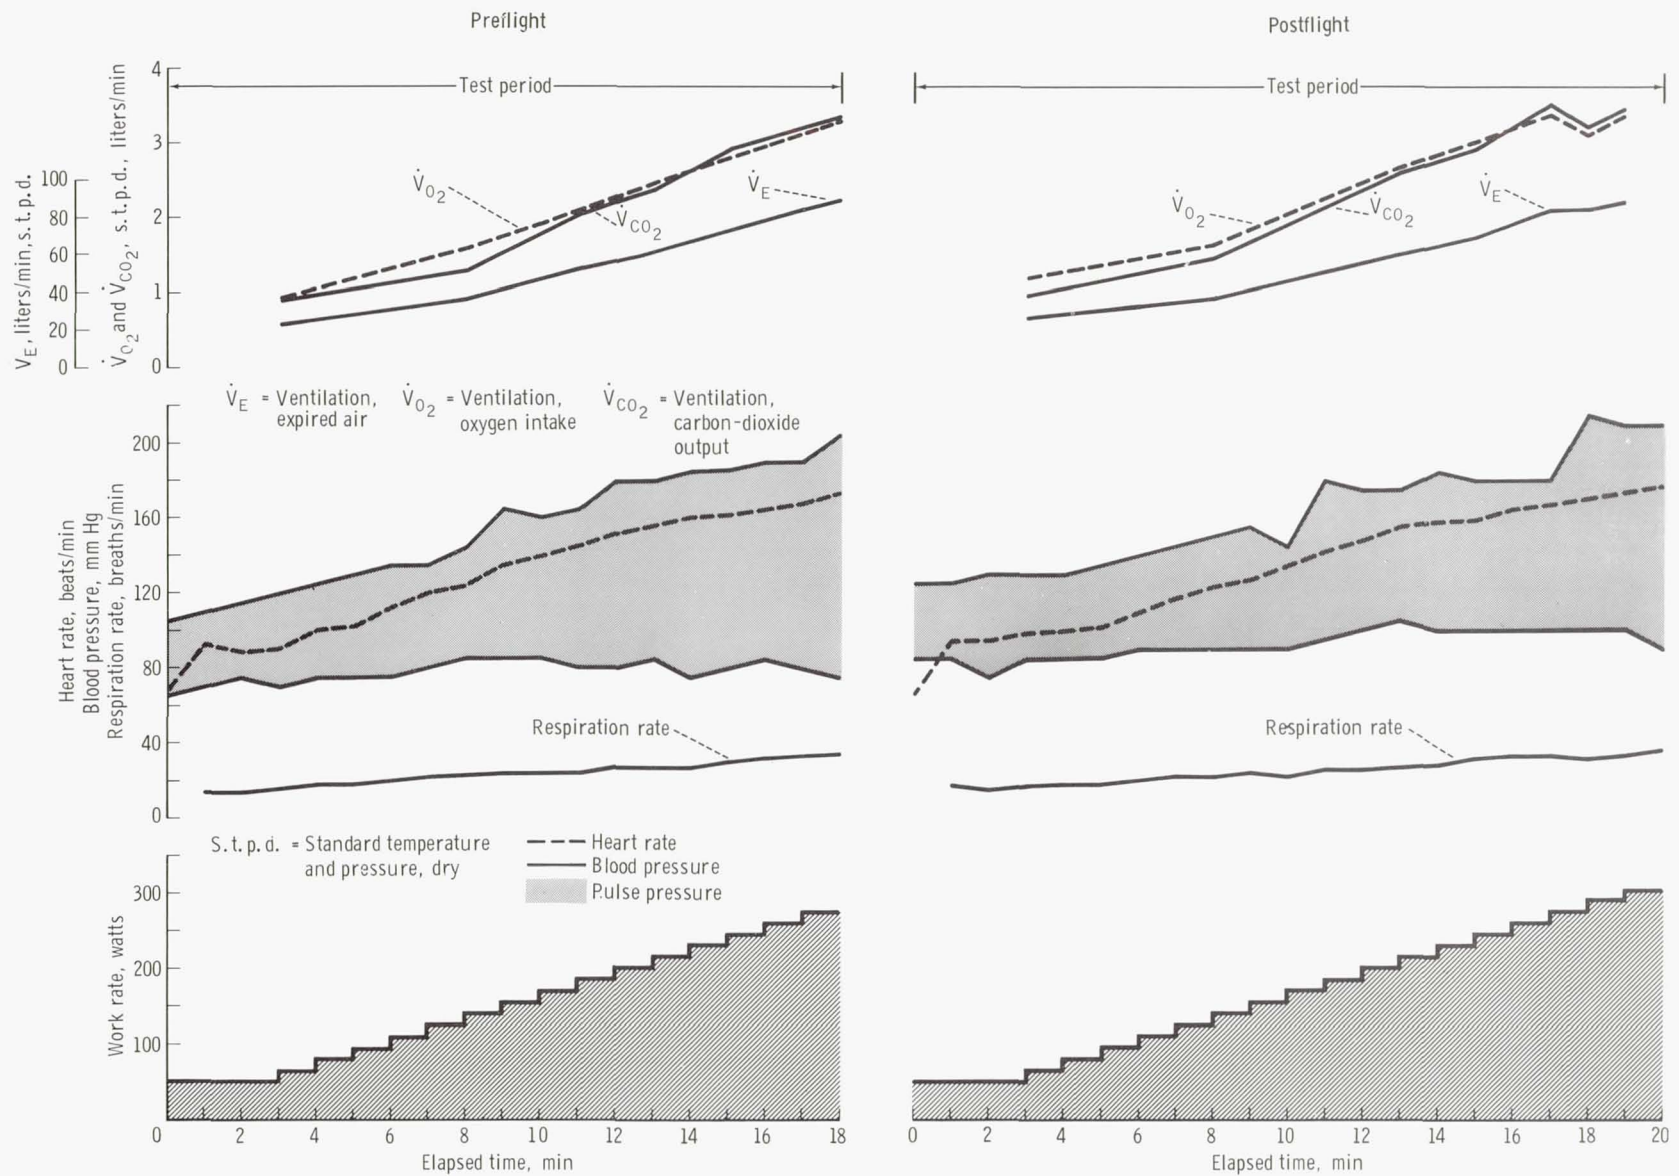 Preflight
Postflight
Test period
Test period
V̇E, liters/min, s.t.p.d.
100
80
60
40
20
0
V̇O2 and V̇CO2, s.t.p.d., liters/min
4
3
2
1
0
V̇O2
V̇CO2
V̇E
V̇O2
V̇CO2
V̇E
V̇E = Ventilation, expired air
V̇O2 = Ventilation, oxygen intake
V̇CO2 = Ventilation, carbon-dioxide output
Heart rate, beats/min
Blood pressure, mm Hg
Respiration rate, breaths/min
200
160
120
80
40
0
Respiration rate
Respiration rate
S.t.p.d. = Standard temperature and pressure, dry
Heart rate
Blood pressure
Pulse pressure
Work rate, watts
300
200
100
0 2 4 6 8 10 12 14 16 18
Elapsed time, min
0 2 4 6 8 10 12 14 16 18 20
Elapsed time, min